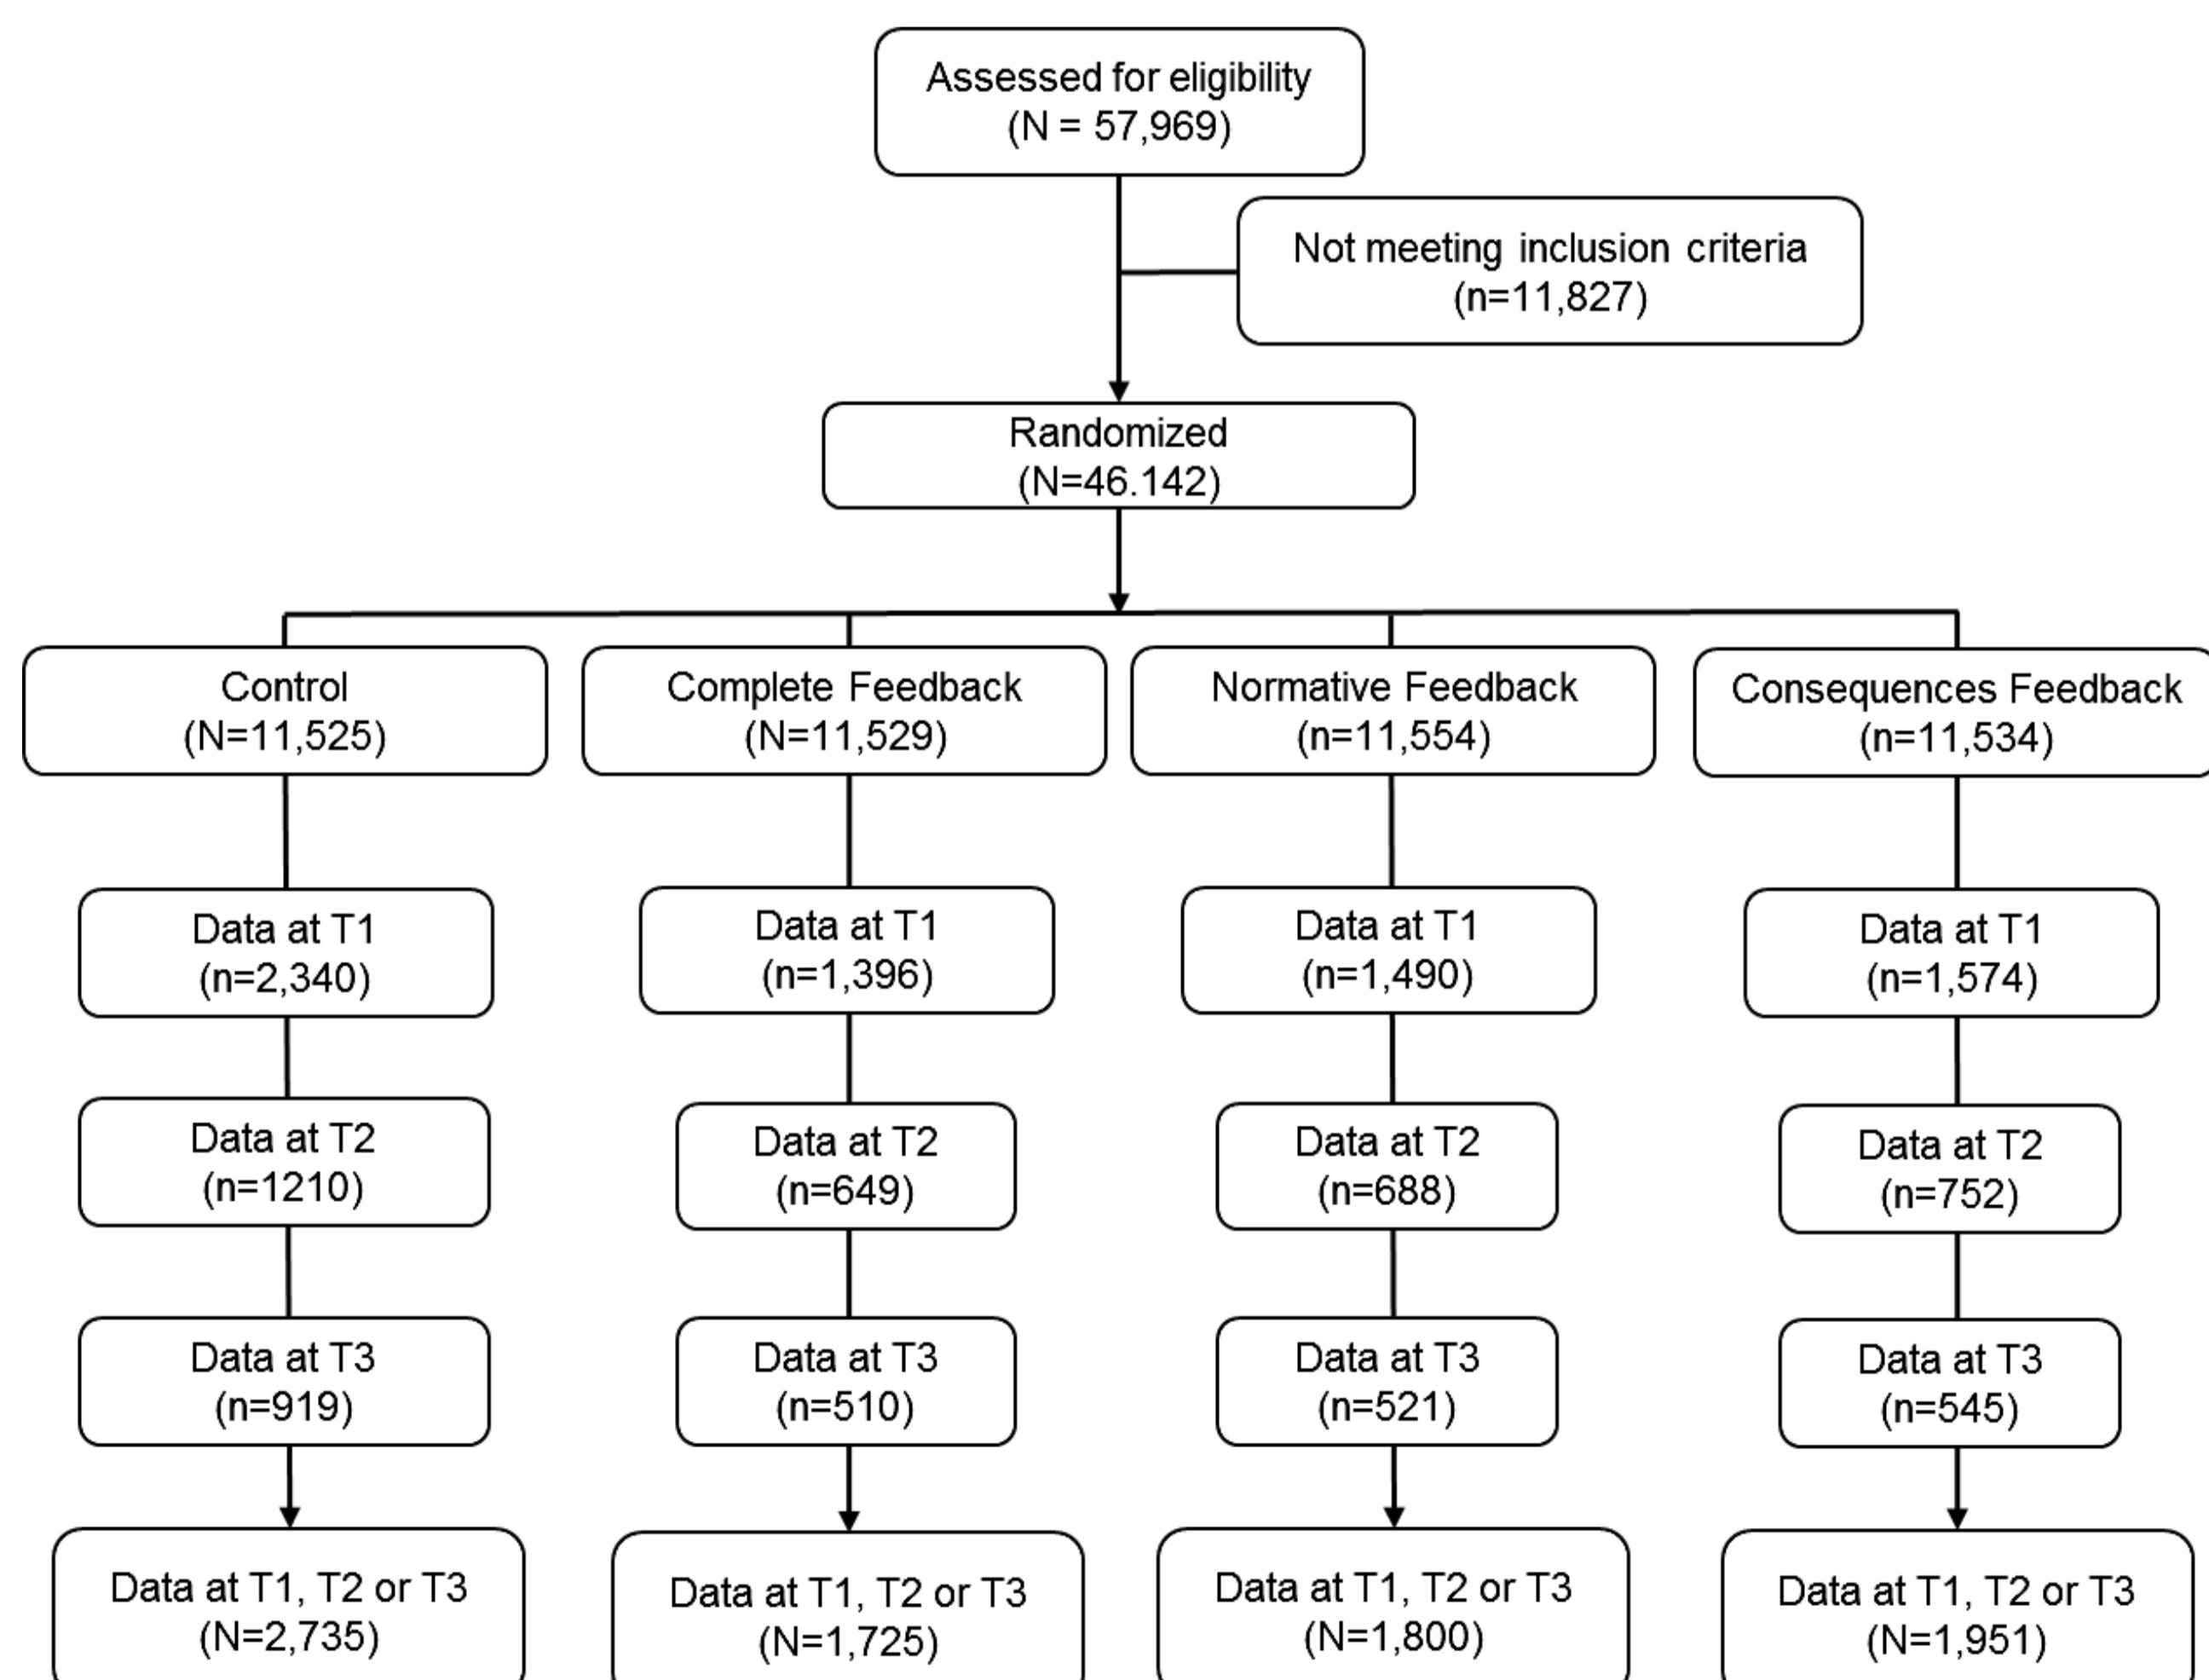 Assessed for eligibility
(N = 57,969)
Not meeting inclusion criteria
(n=11,827)
Randomized
(N=46.142)
Control
(N=11,525)
Complete Feedback
(N=11,529)
Normative Feedback
(n=11,554)
Consequences Feedback
(n=11,534)
Data at T1
(n=2,340)
Data at T1
(n=1,396)
Data at T1
(n=1,490)
Data at T1
(n=1,574)
Data at T2
(n=1210)
Data at T2
(n=649)
Data at T2
(n=688)
Data at T2
(n=752)
Data at T3
(n=919)
Data at T3
(n=510)
Data at T3
(n=521)
Data at T3
(n=545)
Data at T1, T2 or T3
(N=2,735)
Data at T1, T2 or T3
(N=1,725)
Data at T1, T2 or T3
(N=1,800)
Data at T1, T2 or T3
(N=1,951)